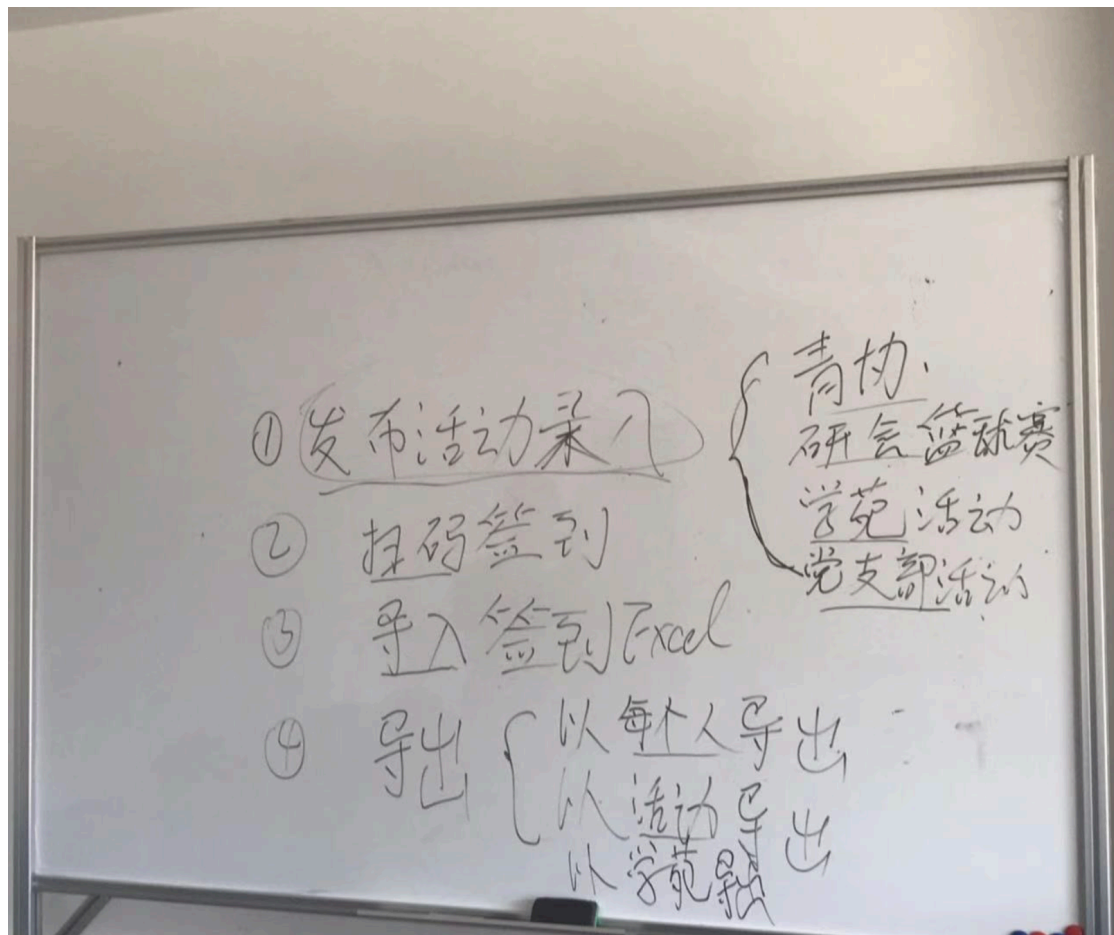 ①发布活动录入
青协、
研会篮球赛
学苑活动
党支部活动
② 扫码签到
③ 导入签到Excel
④ 导出
以每个人导出
以活动导出
以学苑导出